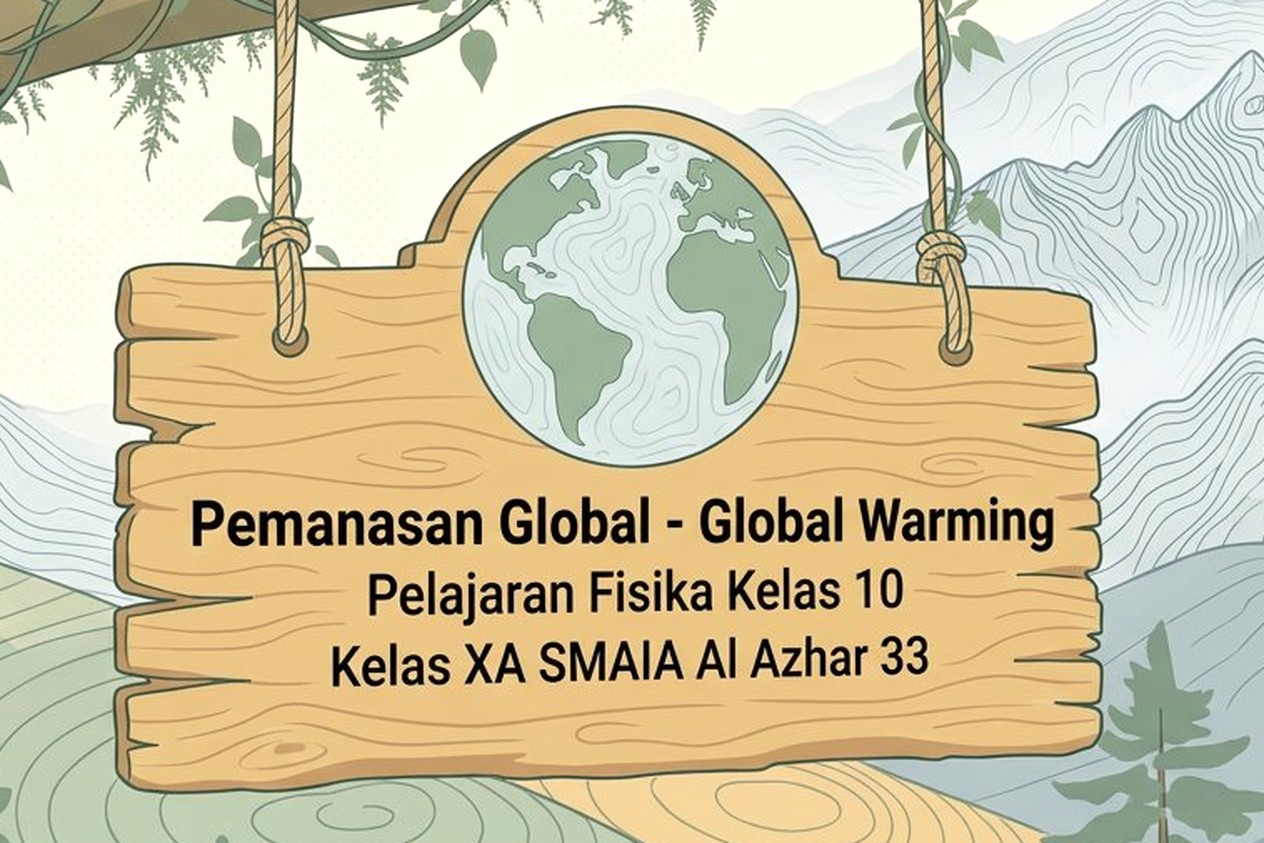 Pemanasan Global - Global Warming
Pelajaran Fisika Kelas 10
Kelas XA SMAIA Al Azhar 33